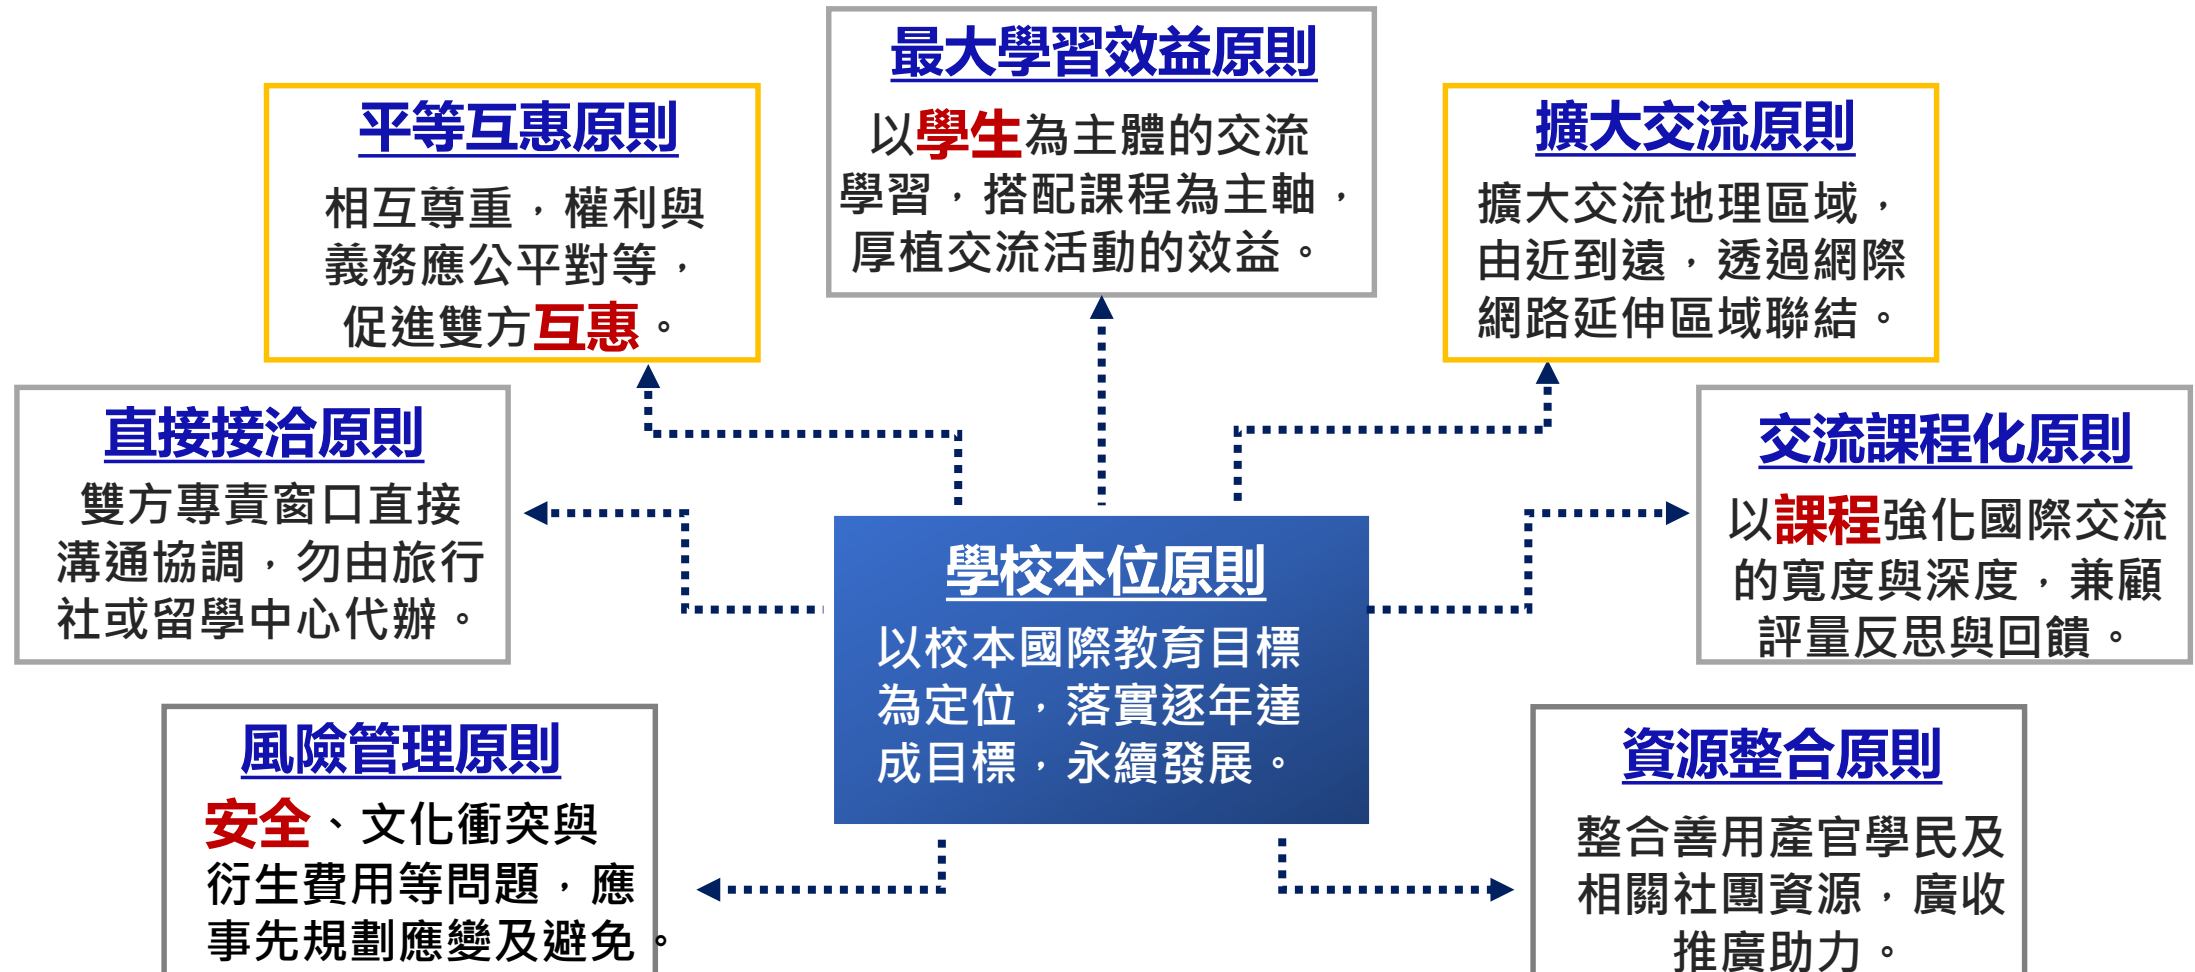 最大學習效益原則
以學生為主體的交流
學習，搭配課程為主軸，
厚植交流活動的效益。
平等互惠原則
相互尊重，權利與
義務應公平對等，
促進雙方互惠。
擴大交流原則
擴大交流地理區域，
由近到遠，透過網際
網路延伸區域聯結。
直接接洽原則
雙方專責窗口直接
溝通協調，勿由旅行
社或留學中心代辦。
交流課程化原則
以課程強化國際交流
的寬度與深度，兼顧
評量反思與回饋。
學校本位原則
以校本國際教育目標
為定位，落實逐年達
成目標，永續發展。
風險管理原則
安全、文化衝突與
衍生費用等問題，應
事先規劃應變及避免。
資源整合原則
整合善用產官學民及
相關社團資源，廣收
推廣助力。